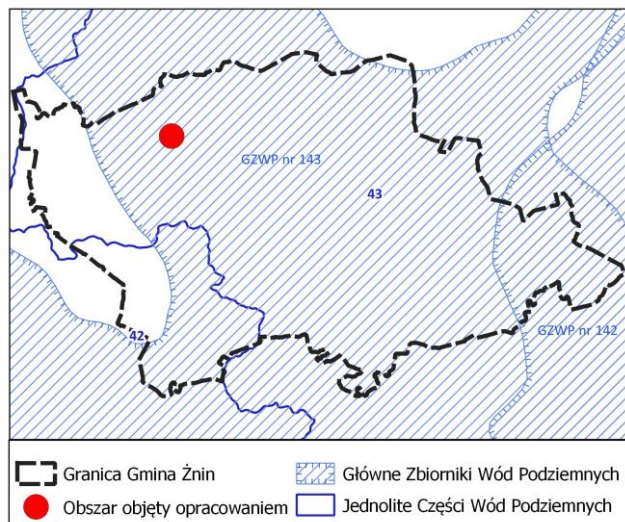 GZWP nr 143
43
42
GZWP nr 142
Granica Gmina Żnin
Główne Zbiorniki Wód Podziemnych
Obszar objęty opracowaniem
Jednolite Części Wód Podziemnych